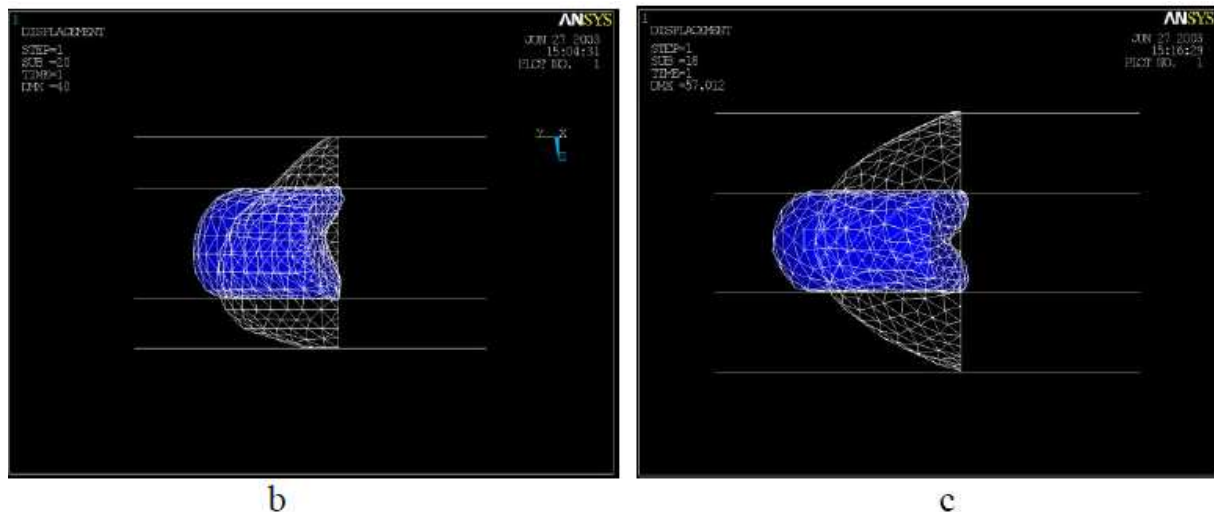 1
ANSYS
DISPLACEMENT
STEP=1
SUB =20
TIME=1
DMX =40
JUN 27 2003
15:04:31
PLOT NO. 1
Y X
b
1
ANSYS
DISPLACEMENT
STEP=1
SUB =18
TIME=1
DMX =57.012
JUN 27 2003
15:16:29
PLOT NO. 1
c